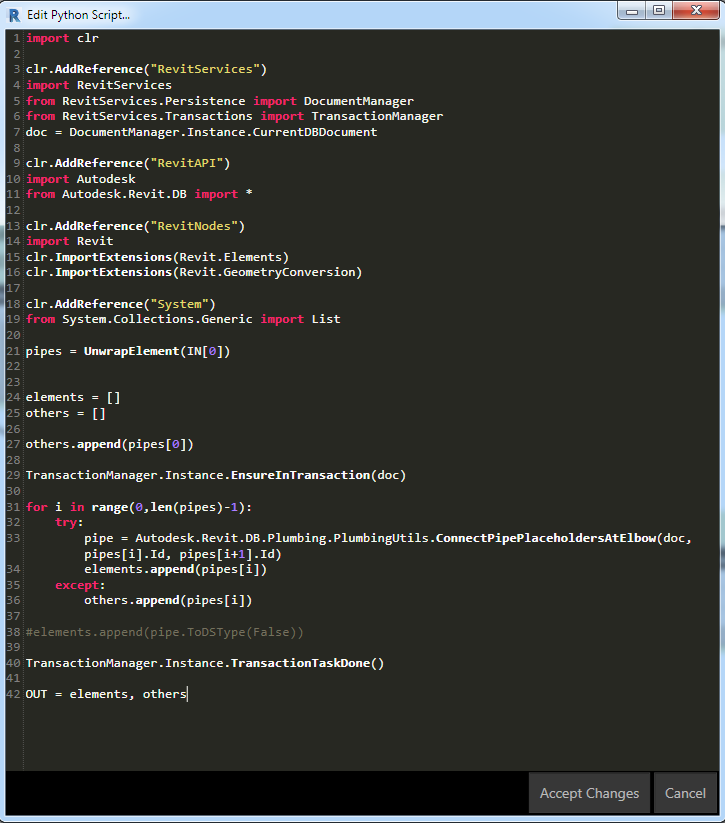 R Edit Python Script...
1 import clr
2
3 clr.AddReference("RevitServices")
4 import RevitServices
5 from RevitServices.Persistence import DocumentManager
6 from RevitServices.Transactions import TransactionManager
7 doc = DocumentManager.Instance.CurrentDBDocument
8
9 clr.AddReference("RevitAPI")
10 import Autodesk
11 from Autodesk.Revit.DB import *
12
13 clr.AddReference("RevitNodes")
14 import Revit
15 clr.ImportExtensions(Revit.Elements)
16 clr.ImportExtensions(Revit.GeometryConversion)
17
18 clr.AddReference("System")
19 from System.Collections.Generic import List
20
21 pipes = UnwrapElement(IN[0])
22
23
24 elements = []
25 others = []
26
27 others.append(pipes[0])
28
29 TransactionManager.Instance.EnsureInTransaction(doc)
30
31 for i in range(0,len(pipes)-1):
32     try:
33         pipe = Autodesk.Revit.DB.Plumbing.PlumbingUtils.ConnectPipePlaceholdersAtElbow(doc,
        pipes[i].Id, pipes[i+1].Id)
34         elements.append(pipes[i])
35     except:
36         others.append(pipes[i])
37
38 #elements.append(pipe.ToDSType(False))
39
40 TransactionManager.Instance.TransactionTaskDone()
41
42 OUT = elements, others
Accept Changes Cancel